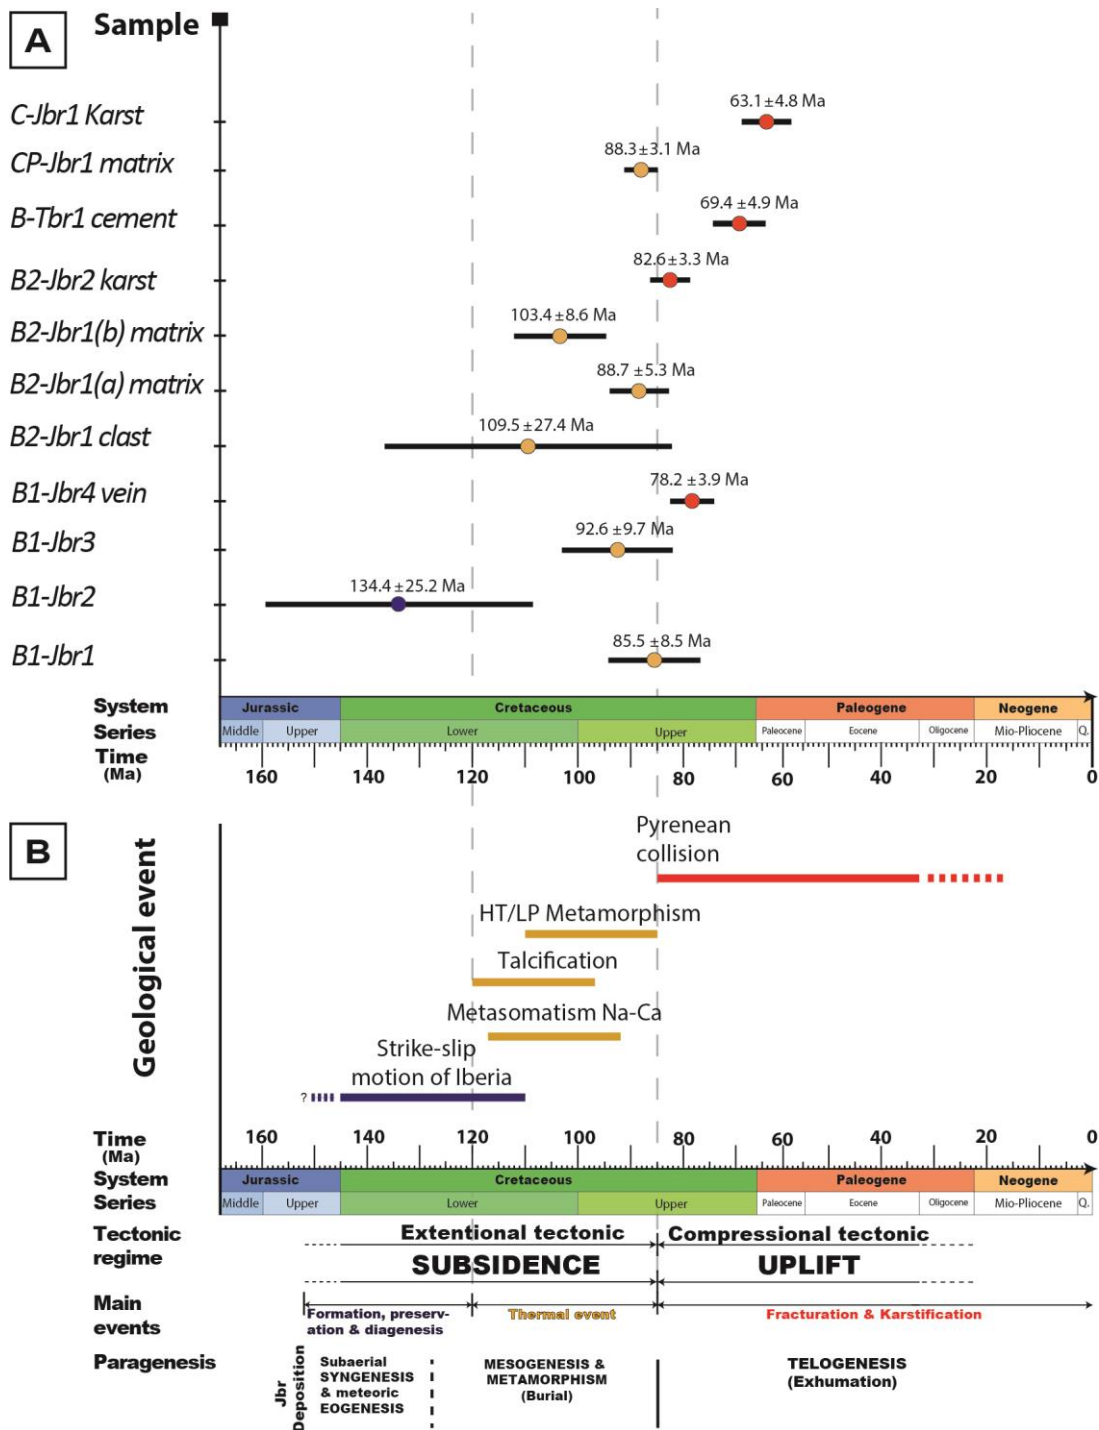 A
Sample
C-Jbr1 Karst
63.1±4.8 Ma
CP-Jbr1 matrix
88.3±3.1 Ma
B-Tbr1 cement
69.4±4.9 Ma
B2-Jbr2 karst
82.6±3.3 Ma
B2-Jbr1(b) matrix
103.4±8.6 Ma
B2-Jbr1(a) matrix
88.7±5.3 Ma
B2-Jbr1 clast
109.5±27.4 Ma
B1-Jbr4 vein
78.2±3.9 Ma
B1-Jbr3
92.6±9.7 Ma
B1-Jbr2
134.4±25.2 Ma
B1-Jbr1
85.5±8.5 Ma
System Jurassic Cretaceous Paleogene Neogene
Series Middle Upper Lower Upper Paleocene Eocene Oligocene Mio-Pliocene Q.
Time
(Ma)
160 140 120 100 80 60 40 20 0
B
Geological event
Pyrenean
collision
HT/LP Metamorphism
Talcification
Metasomatism Na-Ca
Strike-slip
motion of Iberia
?
Time
(Ma)
160 140 120 100 80 60 40 20 0
System Jurassic Cretaceous Paleogene Neogene
Series Middle Upper Lower Upper Paleocene Eocene Oligocene Mio-Pliocene Q.
Tectonic
regime
Extentional tectonic Compressional tectonic
SUBSIDENCE UPLIFT
Main
events
Formation, preserv-
ation & diagenesis
Thermal event
Fracturation & Karstification
Paragenesis
Jbr
Deposition
Subaerial
SYNGENESIS
& meteoric
EOGENESIS
MESOGENESIS &
METAMORPHISM
(Burial)
TELOGENESIS
(Exhumation)